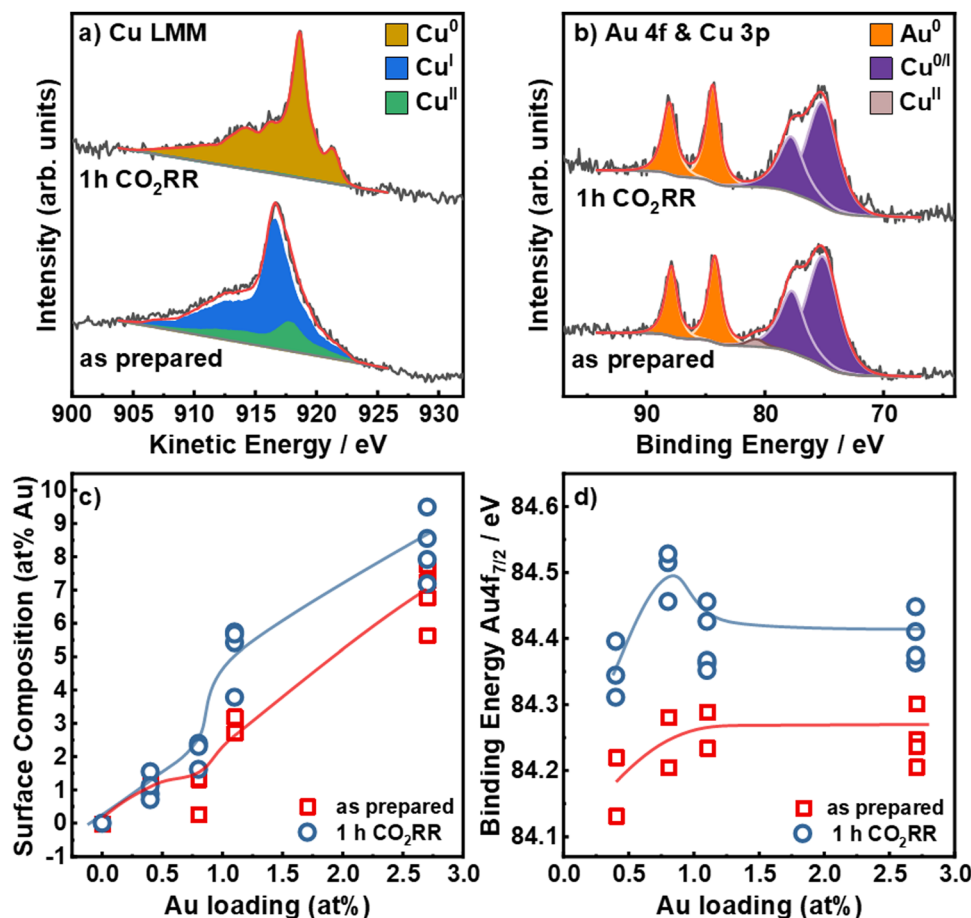 a) Cu LMM
Cu⁰
Cuᴵ
Cuᴵᴵ
1h CO₂RR
as prepared
Intensity (arb. units)
900 905 910 915 920 925 930
Kinetic Energy / eV
b) Au 4f & Cu 3p
Au⁰
Cu⁰ᐟᴵ
Cuᴵᴵ
1h CO₂RR
as prepared
Intensity (arb. units)
90 80 70
Binding Energy / eV
c)
10
9
8
7
6
5
4
3
2
1
0
-1
Surface Composition (at% Au)
as prepared
1 h CO₂RR
0.0 0.5 1.0 1.5 2.0 2.5 3.0
Au loading (at%)
d)
84.6
84.5
84.4
84.3
84.2
84.1
Binding Energy Au4f₇/₂ / eV
as prepared
1 h CO₂RR
0.0 0.5 1.0 1.5 2.0 2.5 3.0
Au loading (at%)